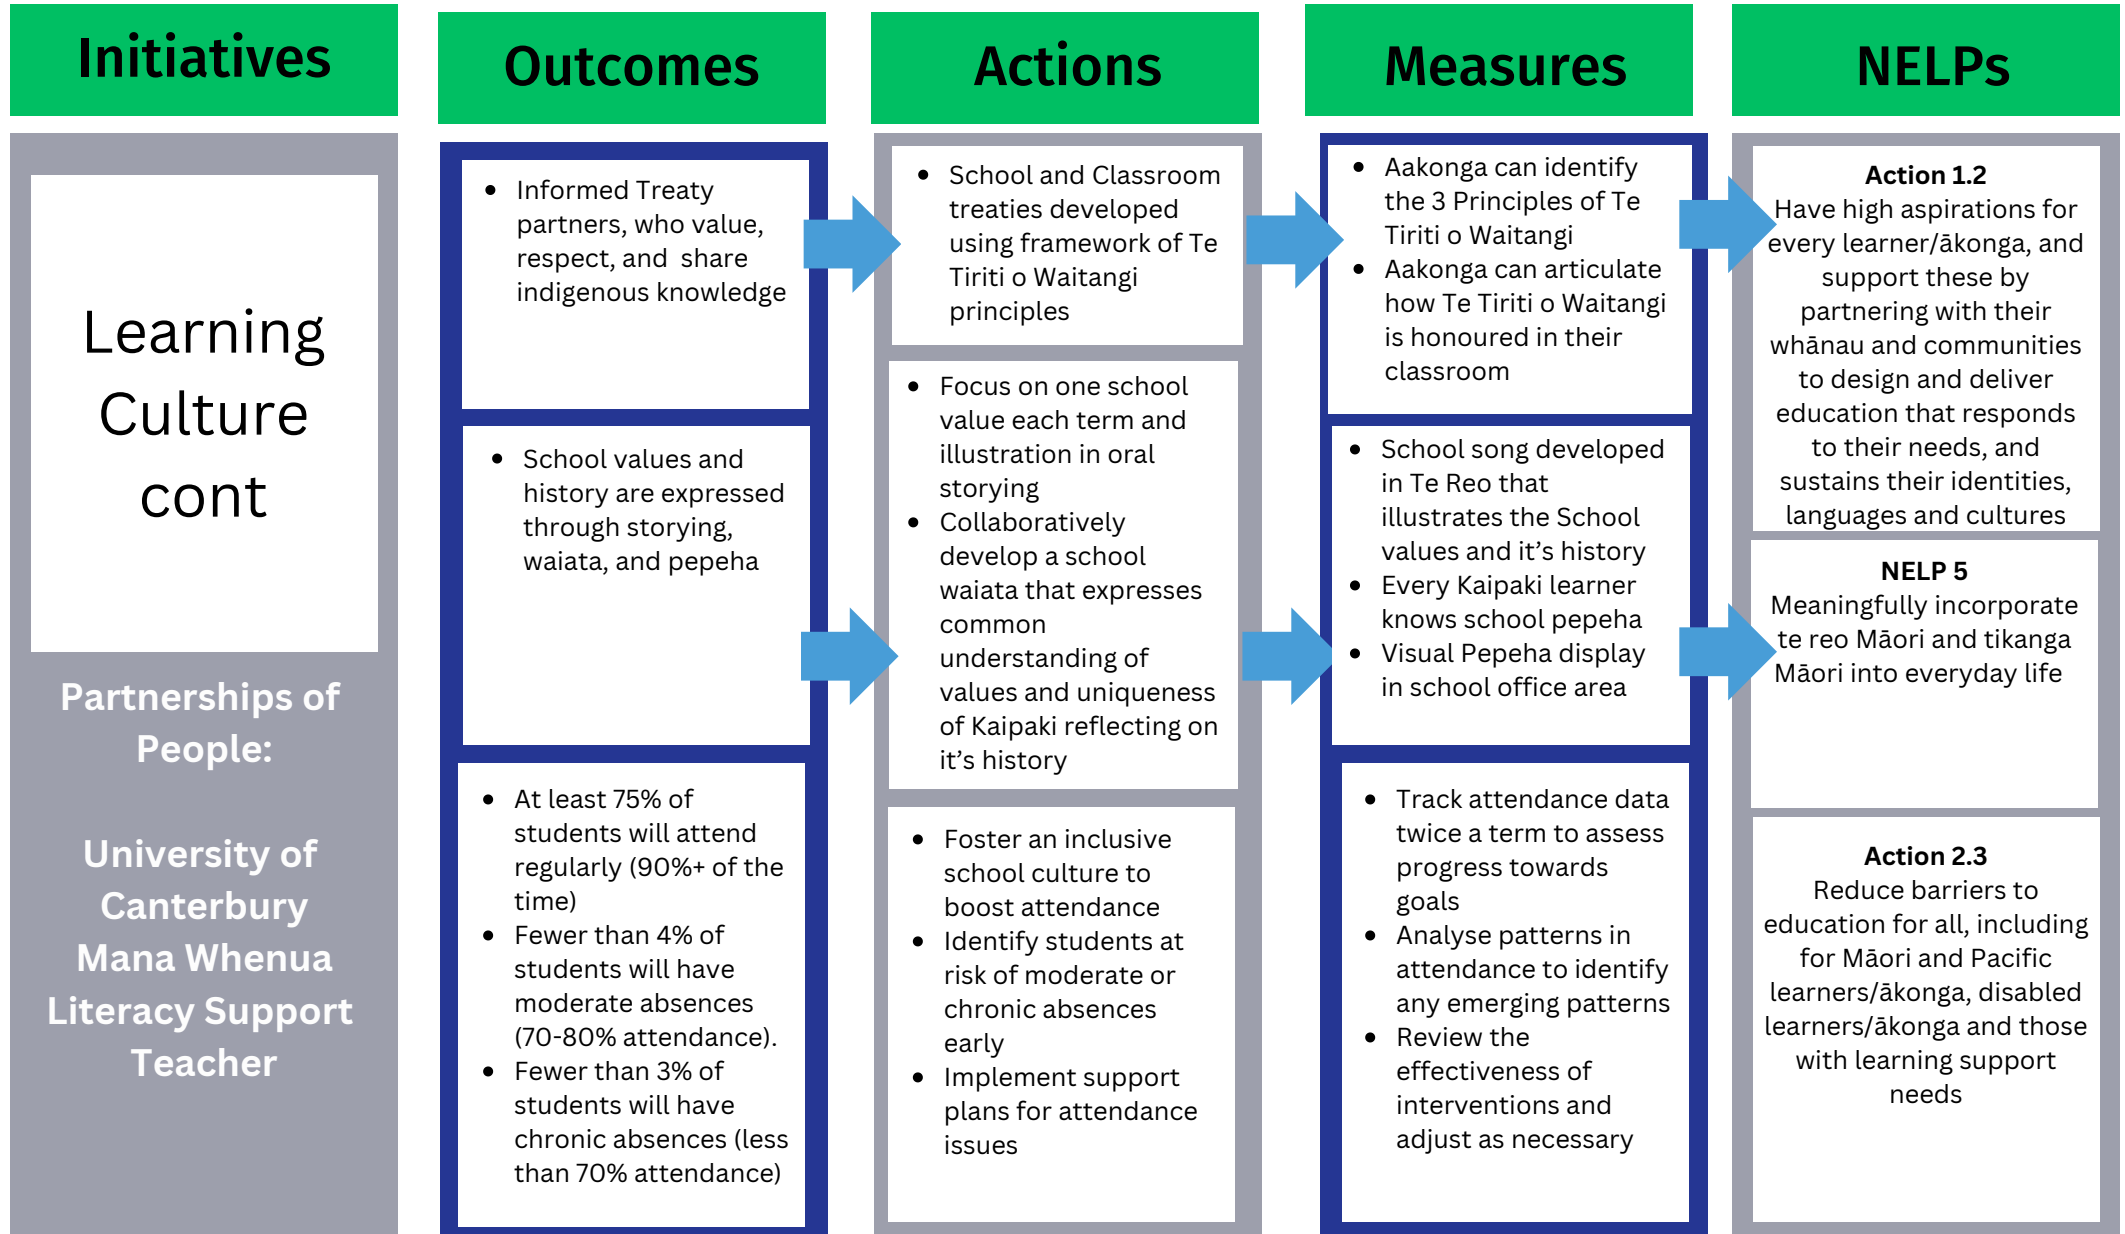 Initiatives
Outcomes
Actions
Measures
NELPs
Learning
Culture
cont
Partnerships of
People:
University of
Canterbury
Mana Whenua
Literacy Support
Teacher
• Informed Treaty
partners, who value,
respect, and share
indigenous knowledge
• School values and
history are expressed
through storying,
waiata, and pepeha
• At least 75% of
students will attend
regularly (90%+ of the
time)
• Fewer than 4% of
students will have
moderate absences
(70-80% attendance).
• Fewer than 3% of
students will have
chronic absences (less
than 70% attendance)
• School and Classroom
treaties developed
using framework of Te
Tiriti o Waitangi
principles
• Focus on one school
value each term and
illustration in oral
storying
• Collaboratively
develop a school
waiata that expresses
common
understanding of
values and uniqueness
of Kaipaki reflecting on
it’s history
• Foster an inclusive
school culture to
boost attendance
• Identify students at
risk of moderate or
chronic absences
early
• Implement support
plans for attendance
issues
• Aakonga can identify
the 3 Principles of Te
Tiriti o Waitangi
• Aakonga can articulate
how Te Tiriti o Waitangi
is honoured in their
classroom
• School song developed
in Te Reo that
illustrates the School
values and it’s history
• Every Kaipaki learner
knows school pepeha
• Visual Pepeha display
in school office area
• Track attendance data
twice a term to assess
progress towards
goals
• Analyse patterns in
attendance to identify
any emerging patterns
• Review the
effectiveness of
interventions and
adjust as necessary
Action 1.2
Have high aspirations for
every learner/ākonga, and
support these by
partnering with their
whānau and communities
to design and deliver
education that responds
to their needs, and
sustains their identities,
languages and cultures
NELP 5
Meaningfully incorporate
te reo Māori and tikanga
Māori into everyday life
Action 2.3
Reduce barriers to
education for all, including
for Māori and Pacific
learners/ākonga, disabled
learners/ākonga and those
with learning support
needs